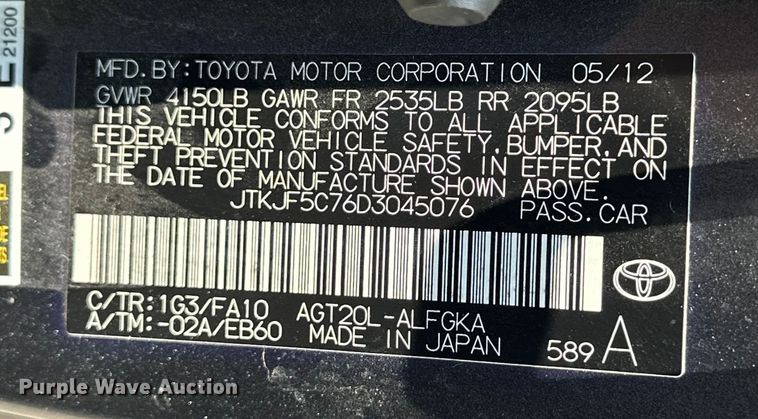 21200
MFD.BY:TOYOTA MOTOR CORPORATION 05/12
GVWR 4150LB GAWR FR 2535LB RR 2095LB
THIS VEHICLE CONFORMS TO ALL APPLICABLE
FEDERAL MOTOR VEHICLE SAFETY,BUMPER,AND
THEFT PREVENTION STANDARDS IN EFFECT ON
THE DATE OF MANUFACTURE SHOWN ABOVE.
JTKJF5C76D3045076 PASS.CAR
C/TR:1G3/FA10 AGT20L-ALFGKA
A/TM:-02A/EB60 MADE IN JAPAN 589 A
Purple Wave Auction